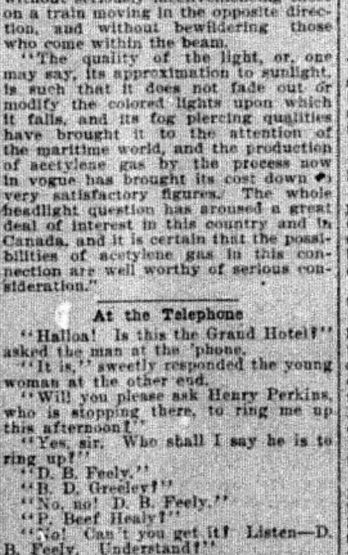 without seriously
on a train moving in the opposite direc-
tion, and without bewildering those
who come within the beam.
"The quality of the light, or, one
may say, its approximation to sunlight,
is such that it does not fade out or
modify the colored lights upon which
it falls, and its fog piercing qualities
have brought it to the attention of
the maritime world, and the production
of acetylene gas by the process now
in vogue has brought its cost down
very satisfactory figures. The whole
headlight question has aroused a great
deal of interest in this country and in
Canada, and it is certain that the possi-
bilities of acetylene gas in this con-
nection are well worthy of serious con-
sideration."
At the Telephone
"Halloa! Is this the Grand Hotel?"
asked the man at the 'phone.
"It is," sweetly responded the young
woman at the other end.
"Will you please ask Henry Perkins,
who is stopping there, to ring me up
this afternoon?"
"Yes, sir. Who shall I say he is to
ring up?"
"D. B. Feely."
"B. D. Greeley?"
"No, no! D. B. Feely."
"P. Beef Healy?"
"No! Can't you get it? Listen—D.
B. Feely. Understand?"